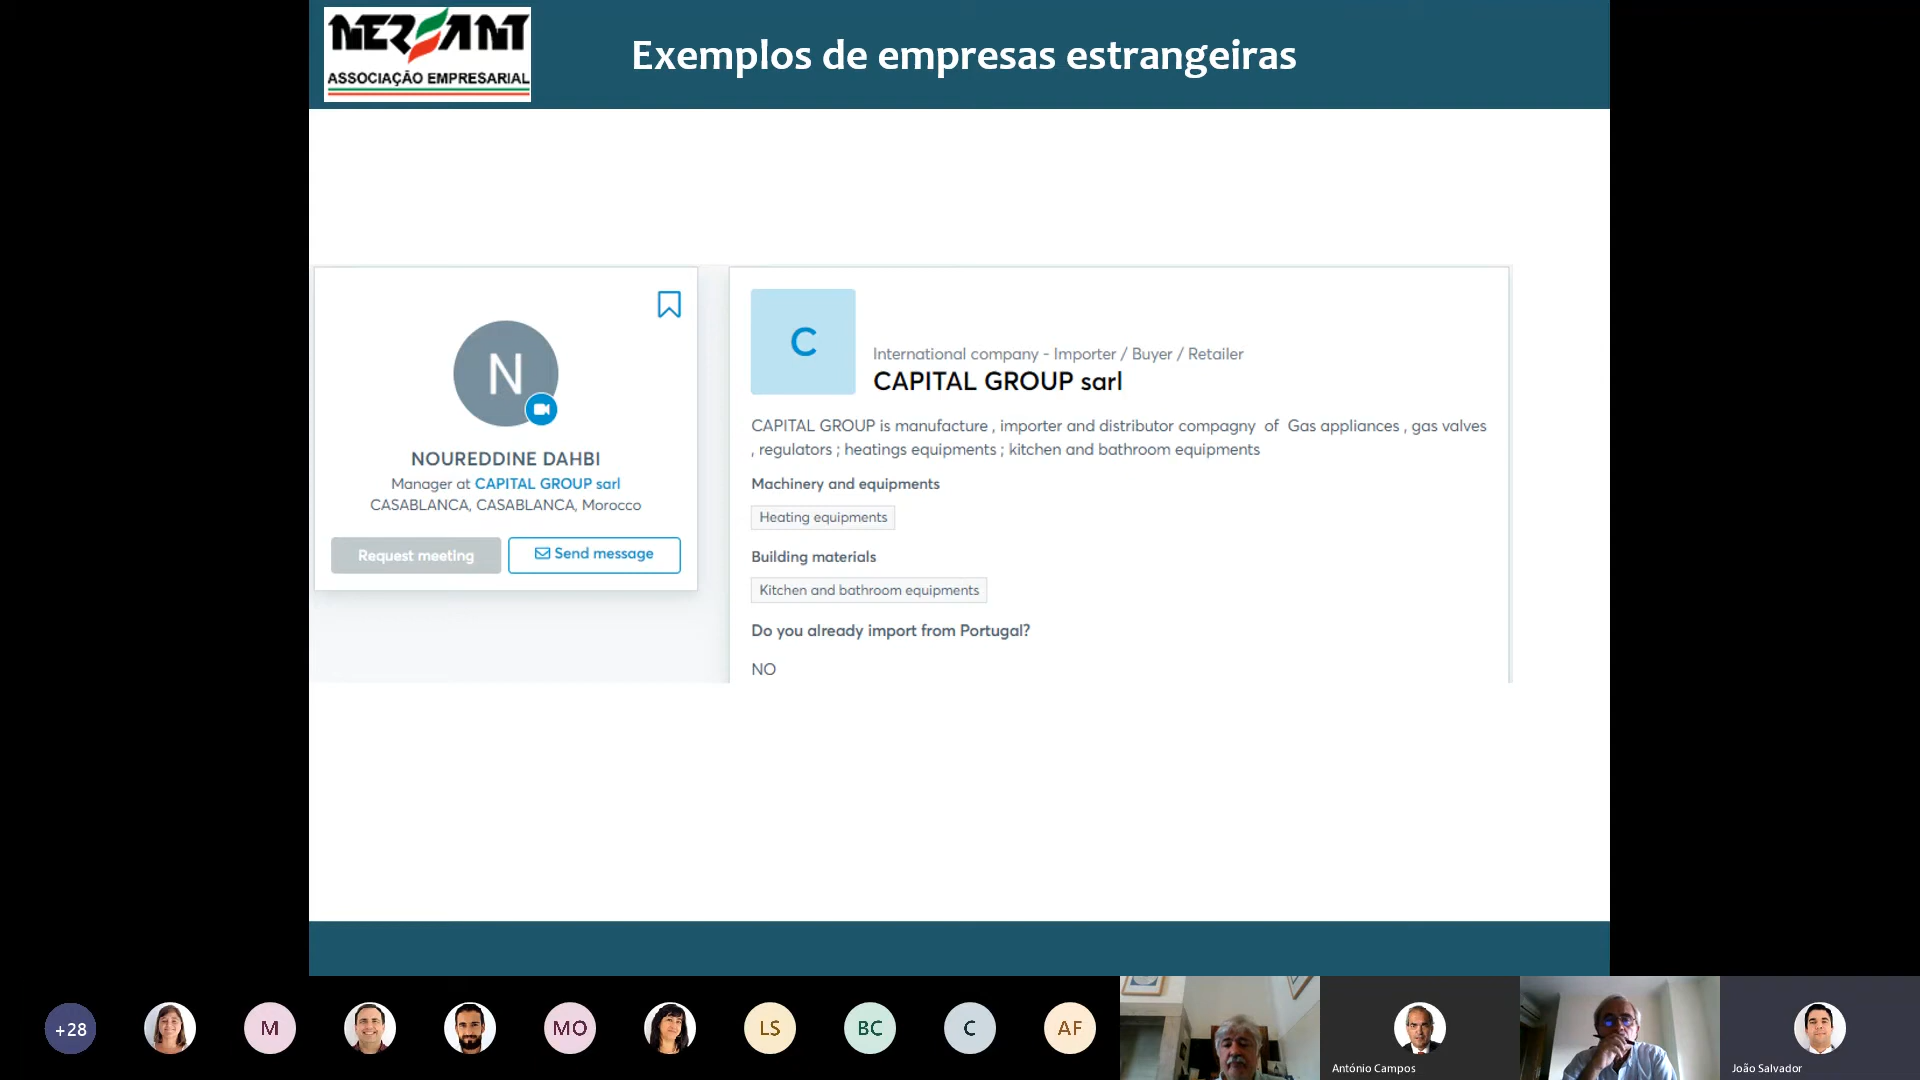 NERSANT
ASSOCIAÇÃO EMPRESARIAL
Exemplos de empresas estrangeiras
N
NOUREDDINE DAHBI
Manager at CAPITAL GROUP sarl
CASABLANCA, CASABLANCA, Morocco
Request meeting
Send message
C
International company - Importer / Buyer / Retailer
CAPITAL GROUP sarl
CAPITAL GROUP is manufacture , importer and distributor compagny of Gas appliances , gas valves
, regulators ; heatings equipments ; kitchen and bathroom equipments
Machinery and equipments
Heating equipments
Building materials
Kitchen and bathroom equipments
Do you already import from Portugal?
NO
+28
M
MO
LS
BC
C
AF
António Campos
João Salvador